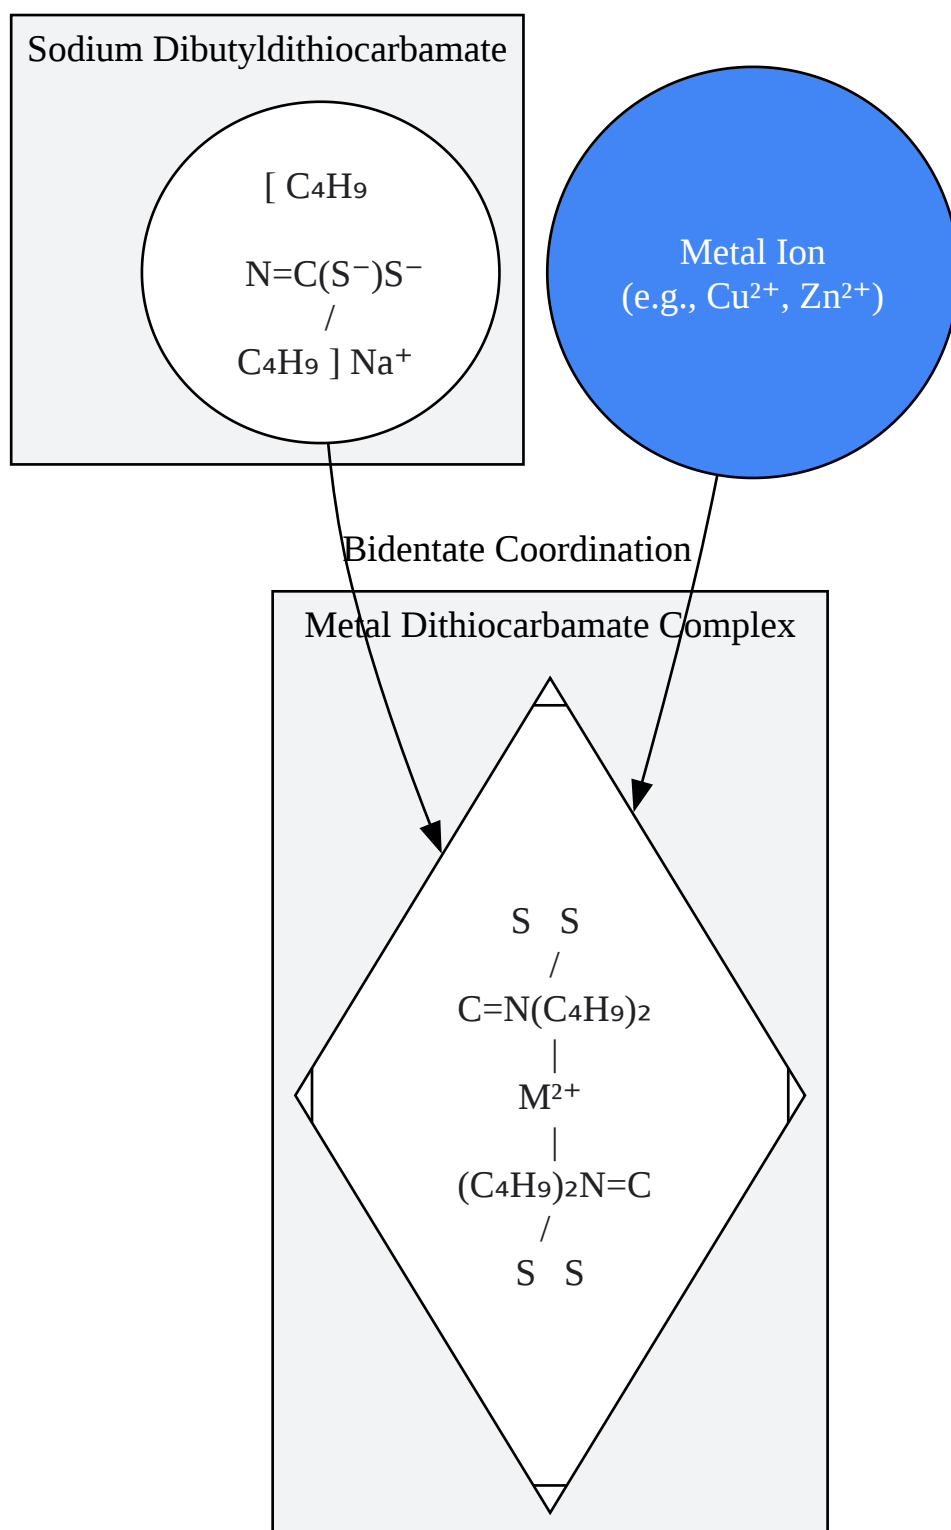 Sodium Dibutyldithiocarbamate
[ C₄H₉
N=C(S⁻)S⁻
/
C₄H₉ ] Na⁺
Metal Ion
(e.g., Cu²⁺, Zn²⁺)
Bidentate Coordination
Metal Dithiocarbamate Complex
S   S
/
C=N(C₄H₉)₂
|
M²⁺
|
(C₄H₉)₂N=C
/
S   S